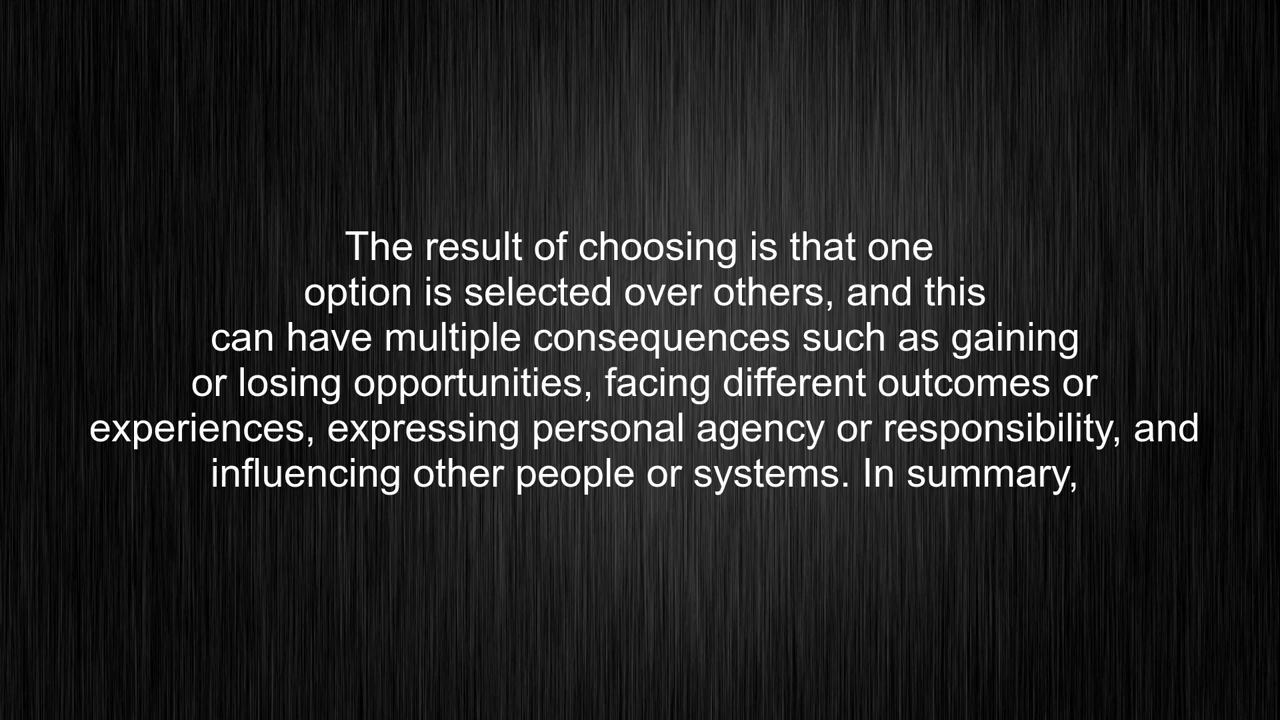 The result of choosing is that one
option is selected over others, and this
can have multiple consequences such as gaining
or losing opportunities, facing different outcomes or
experiences, expressing personal agency or responsibility, and
influencing other people or systems. In summary,